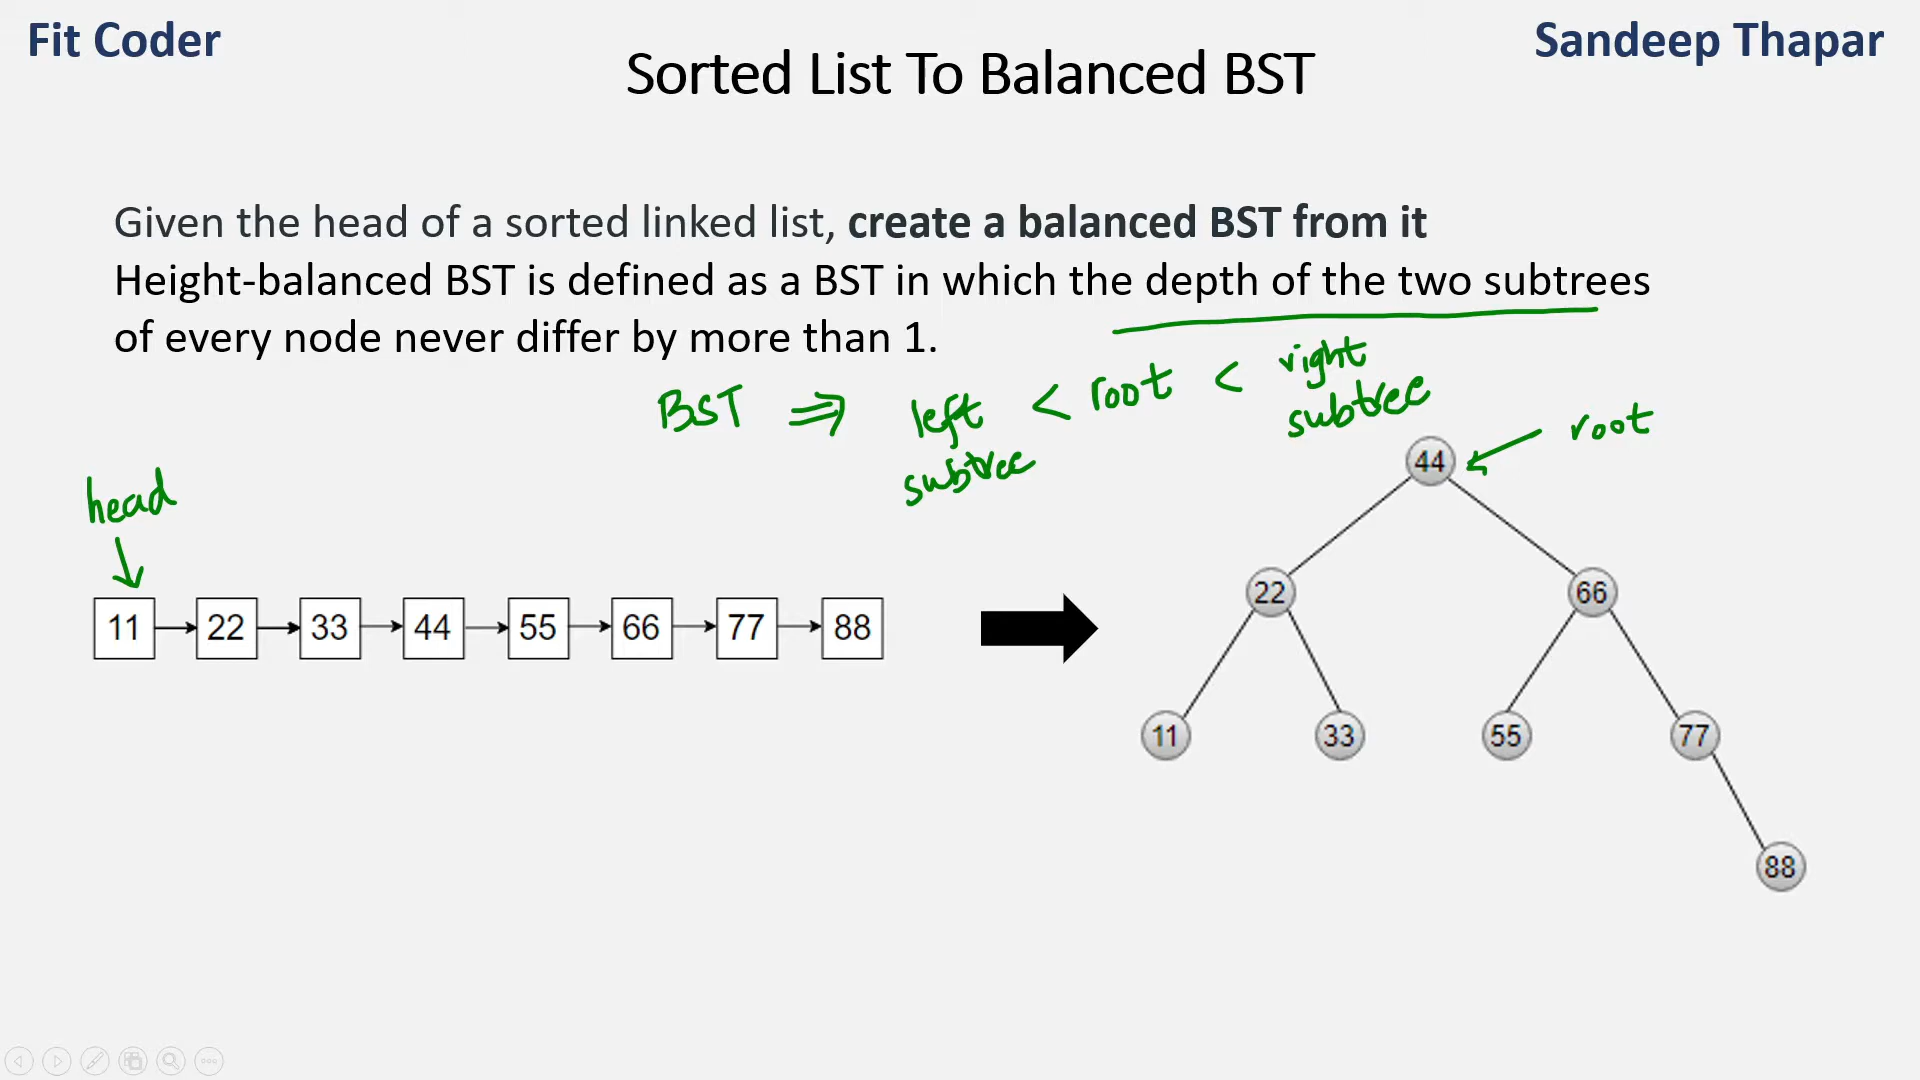 Fit Coder
Sandeep Thapar
Sorted List To Balanced BST
Given the head of a sorted linked list, create a balanced BST from it
Height-balanced BST is defined as a BST in which the depth of the two subtrees
of every node never differ by more than 1.
BST ⇒ left subtree < root < right subtree
root
head
11 22 33 44 55 66 77 88
44
22 66
11 33 55 77
88